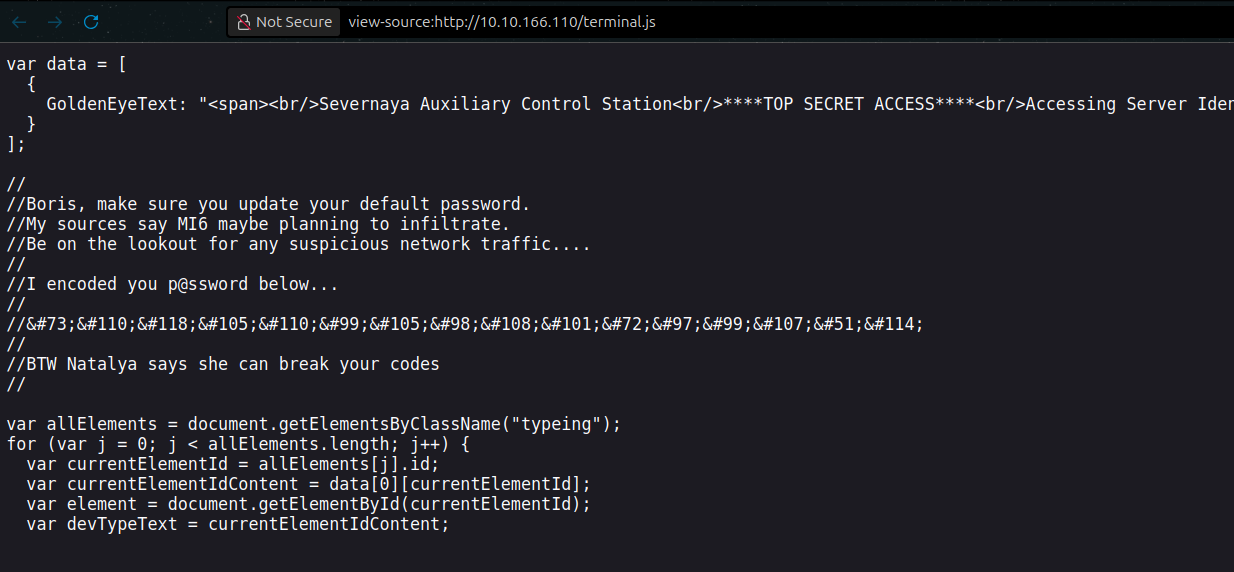 Not Secure view-source:http://10.10.166.110/terminal.js
var data = [
  {
    GoldenEyeText: "<span><br/>Severnaya Auxiliary Control Station<br/>****TOP SECRET ACCESS****<br/>Accessing Server Iden
  }
];

//
//Boris, make sure you update your default password.
//My sources say MI6 maybe planning to infiltrate.
//Be on the lookout for any suspicious network traffic....
//
//I encoded you p@ssword below...
//
//&#73;&#110;&#118;&#105;&#110;&#99;&#105;&#98;&#108;&#101;&#72;&#97;&#99;&#107;&#51;&#114;
//
//BTW Natalya says she can break your codes
//

var allElements = document.getElementsByClassName("typeing");
for (var j = 0; j < allElements.length; j++) {
  var currentElementId = allElements[j].id;
  var currentElementIdContent = data[0][currentElementId];
  var element = document.getElementById(currentElementId);
  var devTypeText = currentElementIdContent;